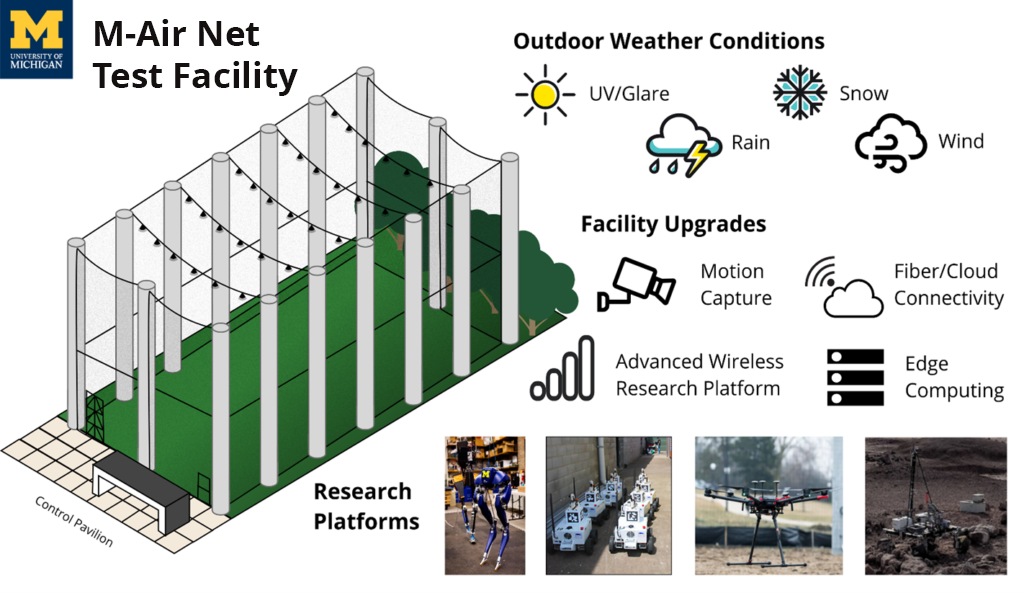 M
UNIVERSITY OF
MICHIGAN
M-Air Net
Test Facility
Outdoor Weather Conditions
UV/Glare
Snow
Rain
Wind
Facility Upgrades
Motion
Capture
Fiber/Cloud
Connectivity
Advanced Wireless
Research Platform
Edge
Computing
Control Pavilion
Research
Platforms
M